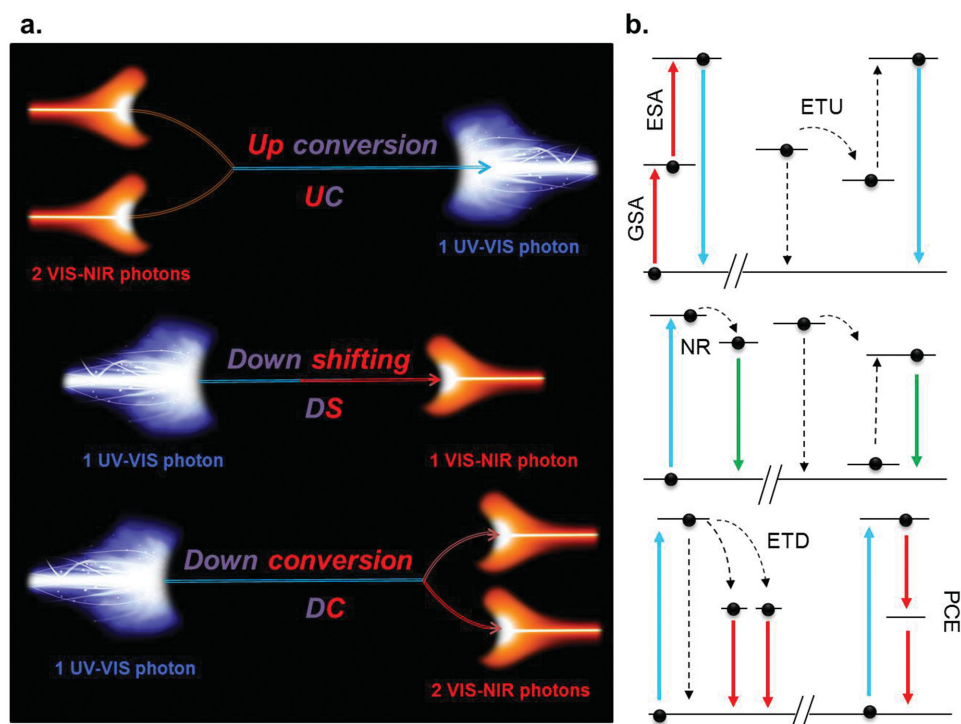 a.
Up conversion
UC
2 VIS-NIR photons
1 UV-VIS photon
Down shifting
DS
1 UV-VIS photon
1 VIS-NIR photon
Down conversion
DC
1 UV-VIS photon
2 VIS-NIR photons
b.
ESA
GSA
ETU
NR
ETD
PCE